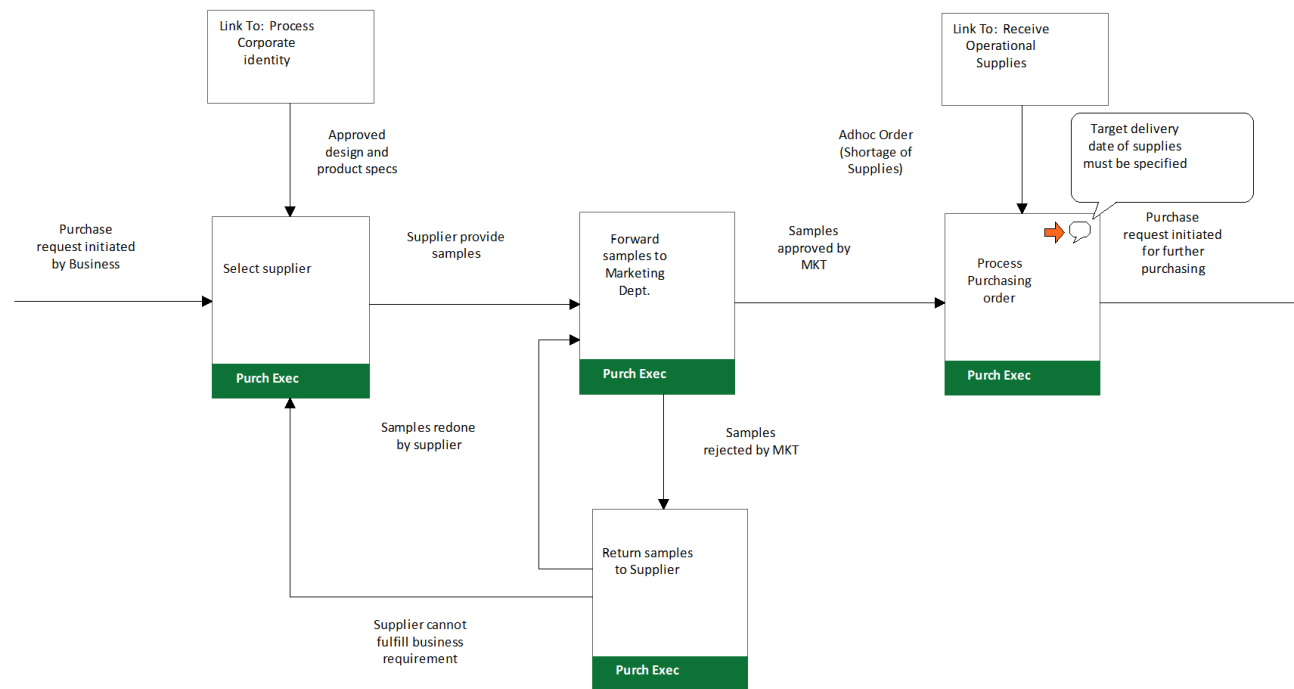 Link To: Process
Corporate
identity
Link To: Receive
Operational
Supplies
Approved
design and
product specs
Adhoc Order
(Shortage of
Supplies)
Target delivery
date of supplies
must be specified
Purchase
request initiated
by Business
Select supplier
Purch Exec
Supplier provide
samples
Forward
samples to
Marketing
Dept.
Purch Exec
Samples
approved by
MKT
Process
Purchasing
order
Purch Exec
Purchase
request initiated
for further
purchasing
Samples redone
by supplier
Samples
rejected by MKT
Return samples
to Supplier
Purch Exec
Supplier cannot
fulfill business
requirement